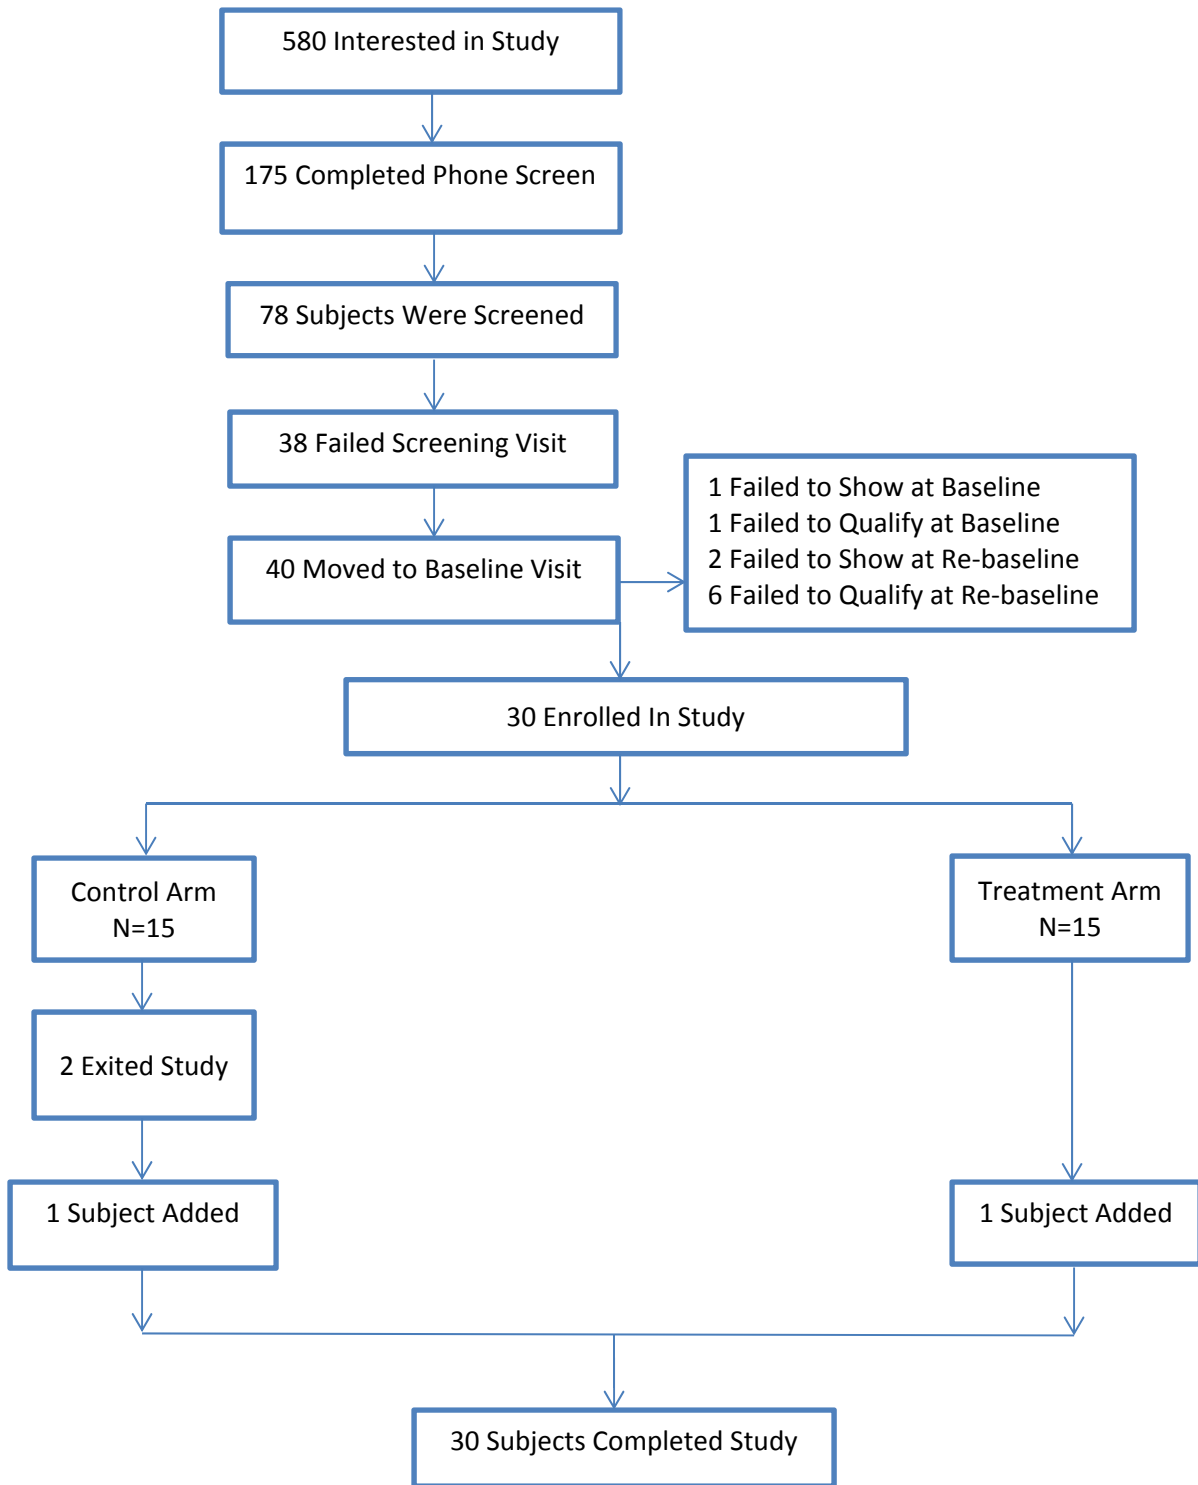 580 Interested in Study
175 Completed Phone Screen
78 Subjects Were Screened
38 Failed Screening Visit
40 Moved to Baseline Visit
1 Failed to Show at Baseline
1 Failed to Qualify at Baseline
2 Failed to Show at Re-baseline
6 Failed to Qualify at Re-baseline
30 Enrolled In Study
Control Arm
N=15
Treatment Arm
N=15
2 Exited Study
1 Subject Added
1 Subject Added
30 Subjects Completed Study